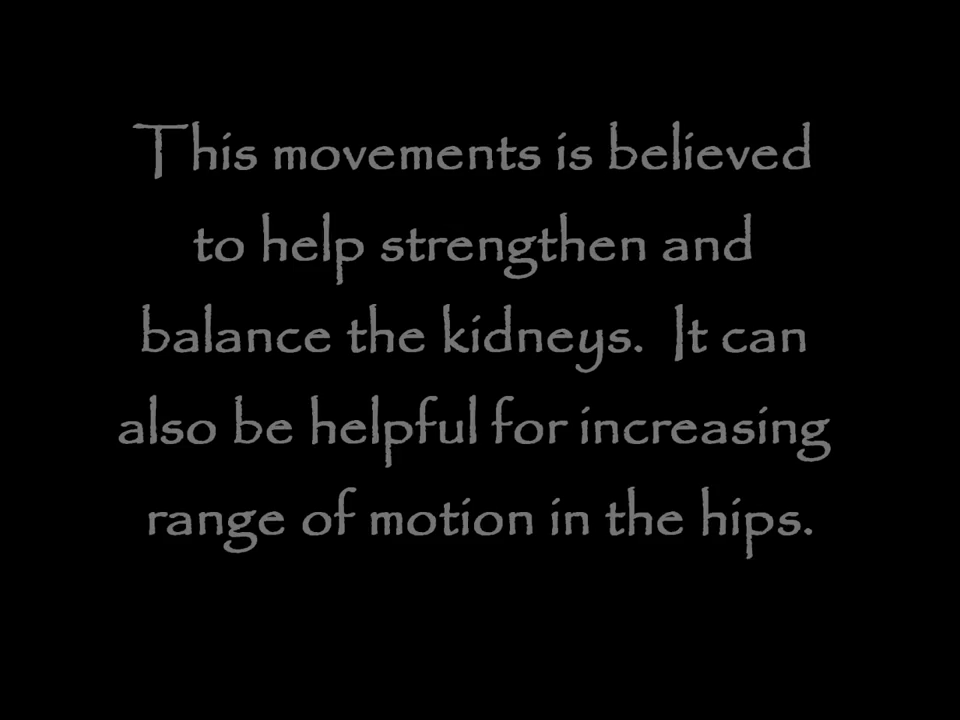 This movements is believed
to help strengthen and
balance the kidneys.  It can
also be helpful for increasing
range of motion in the hips.